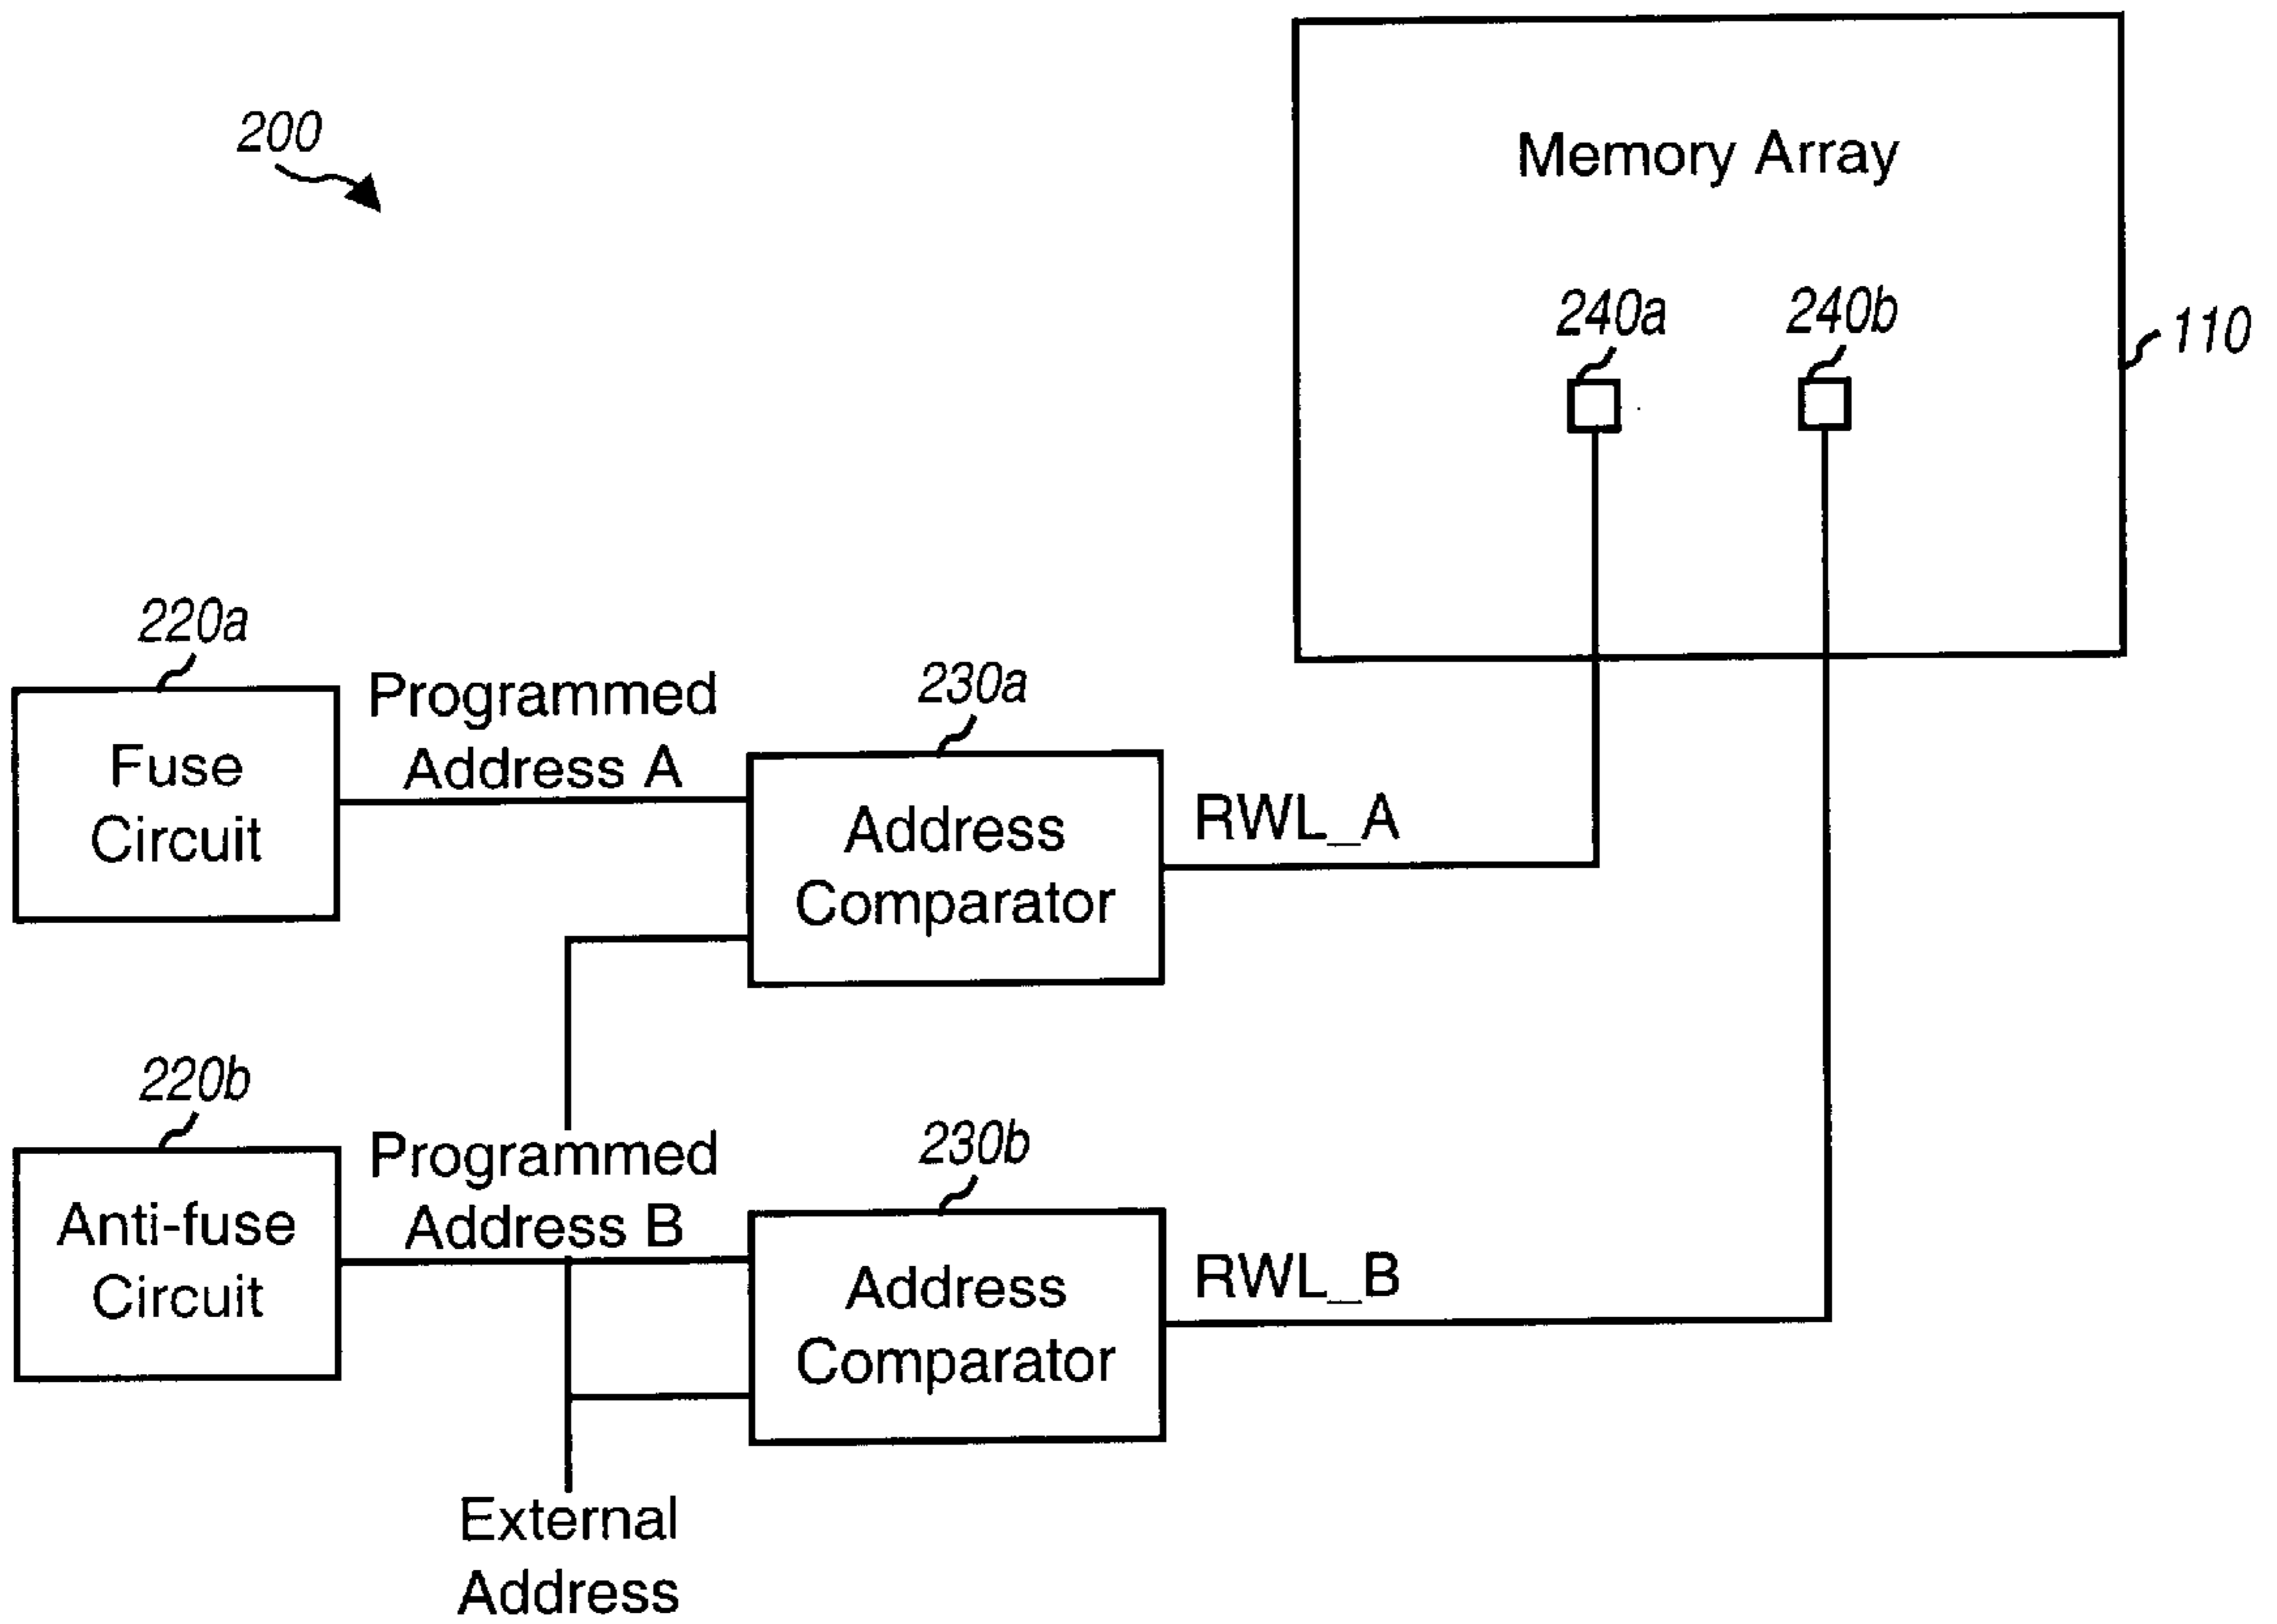 200
Memory Array
240a
240b
110
220a
Fuse
Circuit
Programmed
Address A
230a
Address
Comparator
RWL_A
220b
Anti-fuse
Circuit
Programmed
Address B
230b
Address
Comparator
RWL_B
External
Address